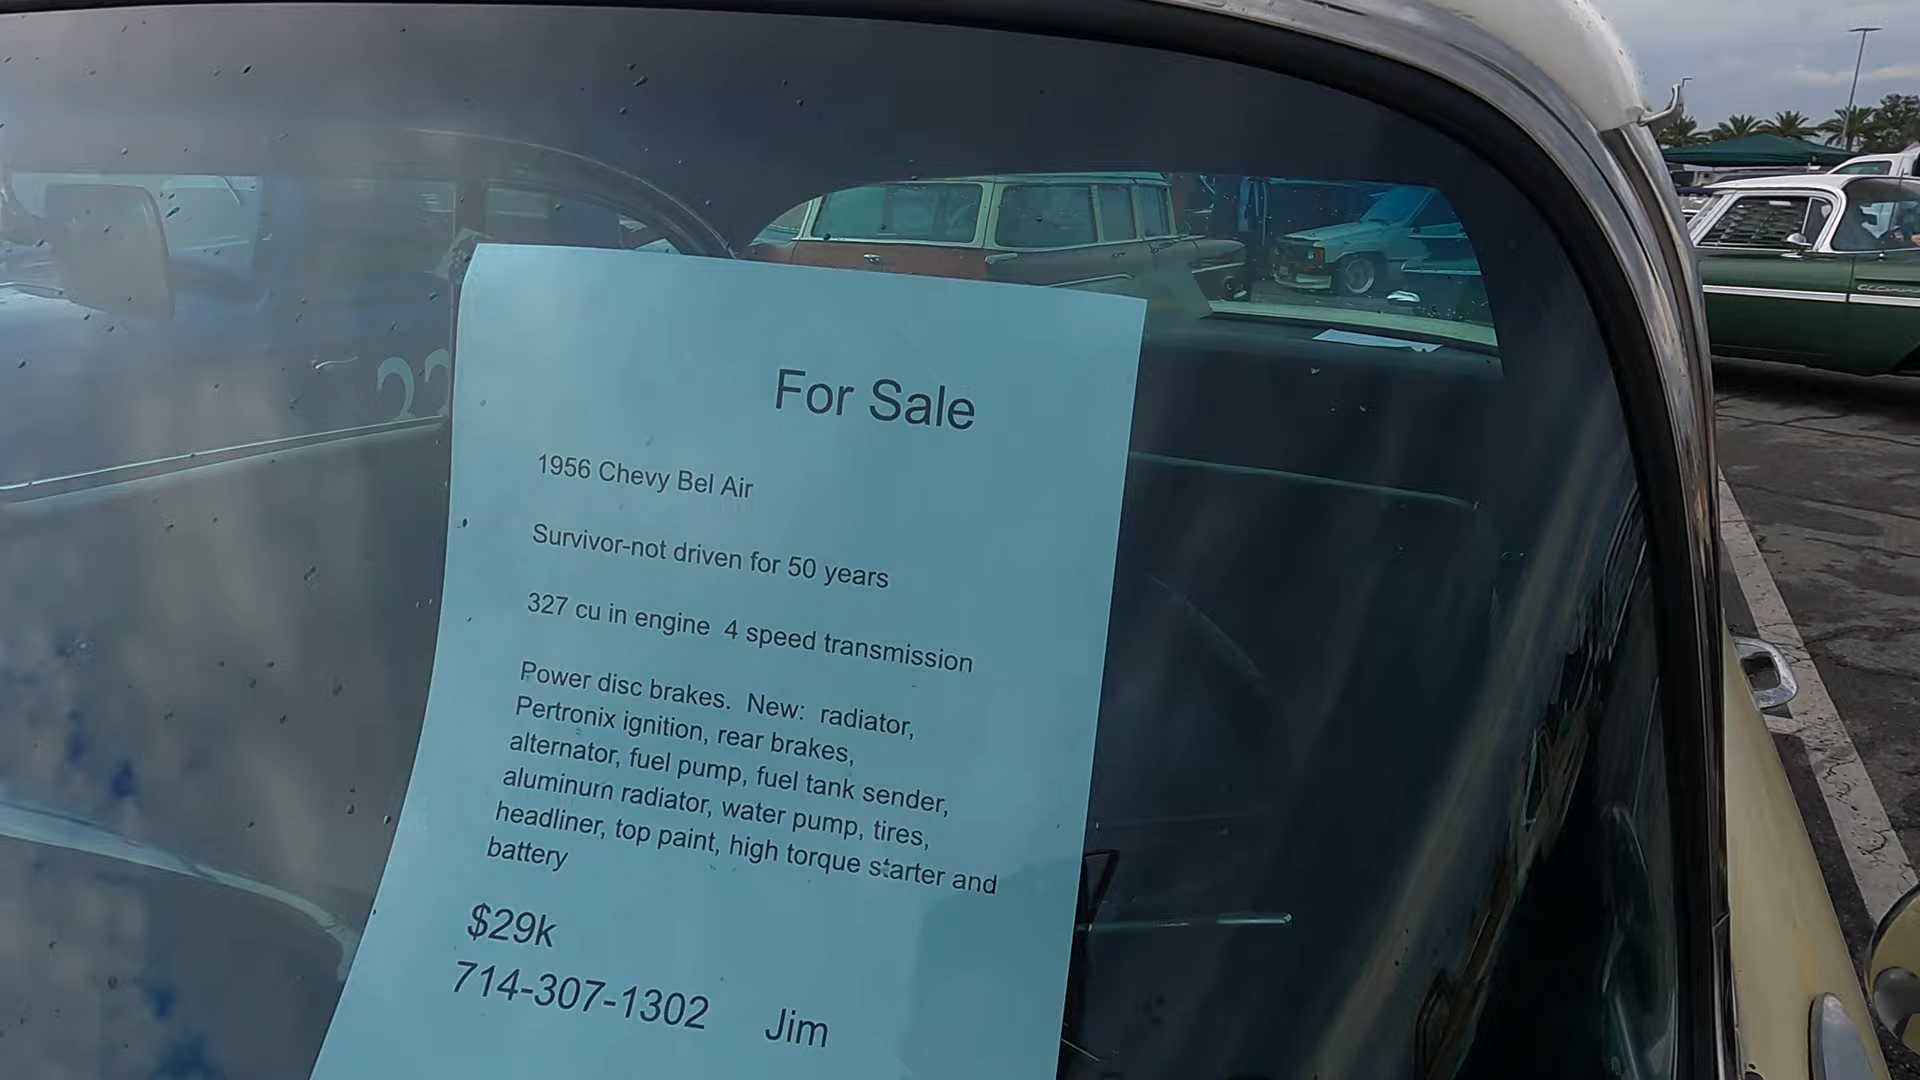 For Sale
1956 Chevy Bel Air
Survivor-not driven for 50 years
327 cu in engine 4 speed transmission
Power disc brakes. New: radiator,
Pertronix ignition, rear brakes,
alternator, fuel pump, fuel tank sender,
aluminum radiator, water pump, tires,
headliner, top paint, high torque starter and
battery
$29k
714-307-1302 Jim
22